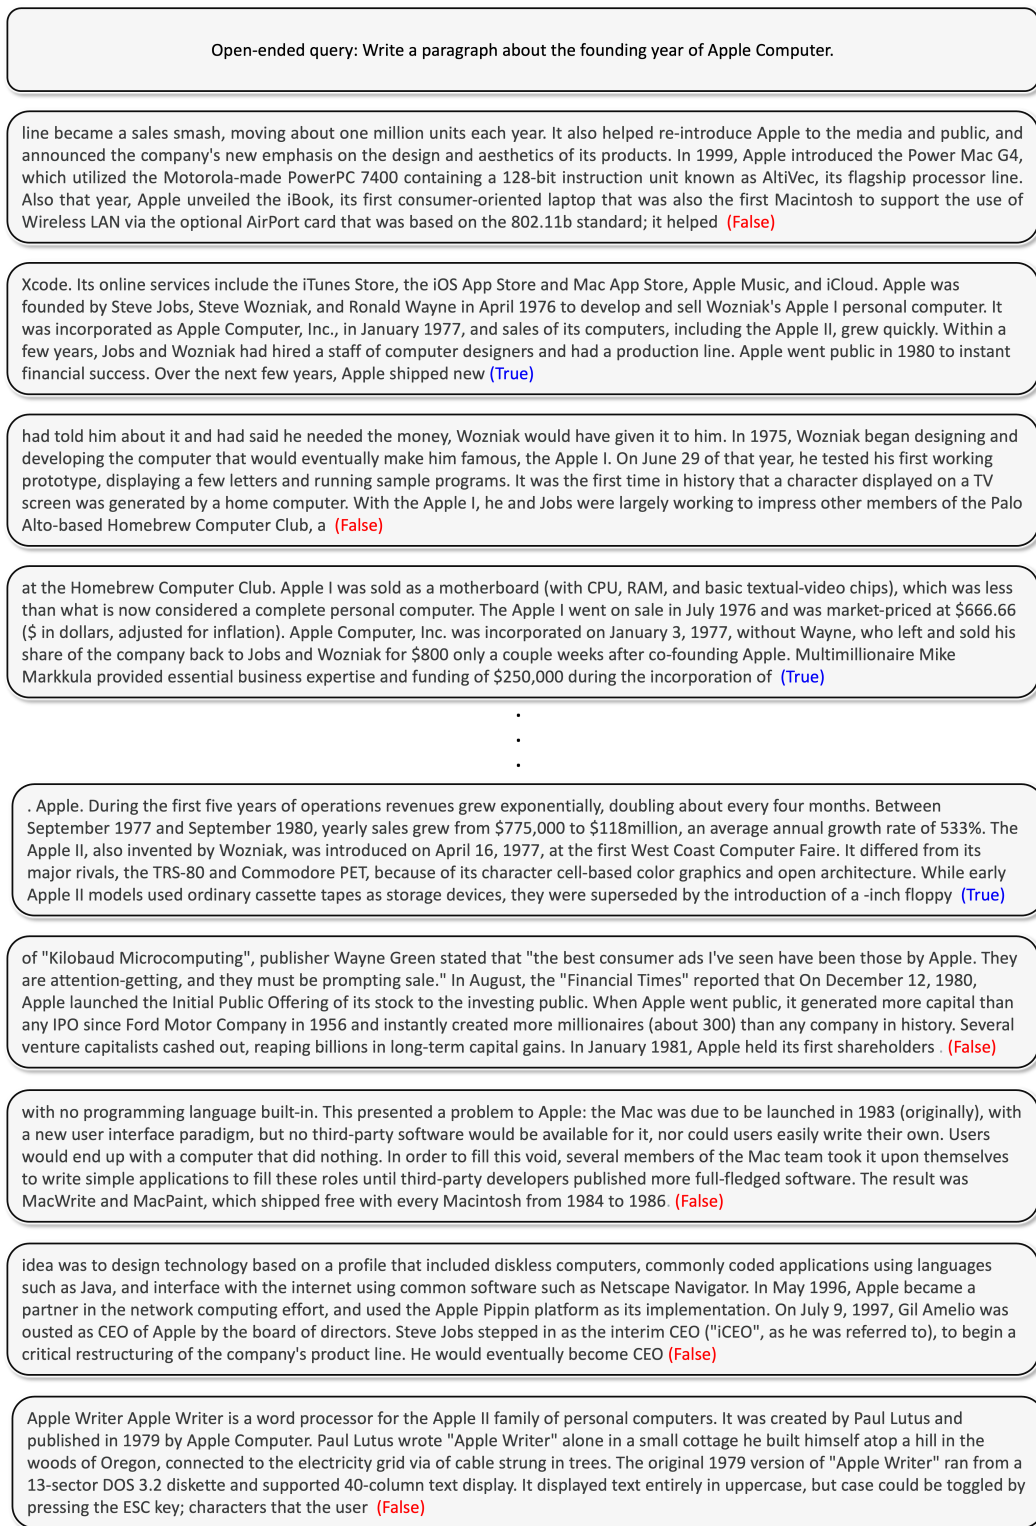 Open-ended query: Write a paragraph about the founding year of Apple Computer.
line became a sales smash, moving about one million units each year. It also helped re-introduce Apple to the media and public, and
announced the company's new emphasis on the design and aesthetics of its products. In 1999, Apple introduced the Power Mac G4,
which utilized the Motorola-made PowerPC 7400 containing a 128-bit instruction unit known as AltiVec, its flagship processor line.
Also that year, Apple unveiled the iBook, its first consumer-oriented laptop that was also the first Macintosh to support the use of
Wireless LAN via the optional AirPort card that was based on the 802.11b standard; it helped (False)
Xcode. Its online services include the iTunes Store, the iOS App Store and Mac App Store, Apple Music, and iCloud. Apple was
founded by Steve Jobs, Steve Wozniak, and Ronald Wayne in April 1976 to develop and sell Wozniak's Apple I personal computer. It
was incorporated as Apple Computer, Inc., in January 1977, and sales of its computers, including the Apple II, grew quickly. Within a
few years, Jobs and Wozniak had hired a staff of computer designers and had a production line. Apple went public in 1980 to instant
financial success. Over the next few years, Apple shipped new (True)
had told him about it and had said he needed the money, Wozniak would have given it to him. In 1975, Wozniak began designing and
developing the computer that would eventually make him famous, the Apple I. On June 29 of that year, he tested his first working
prototype, displaying a few letters and running sample programs. It was the first time in history that a character displayed on a TV
screen was generated by a home computer. With the Apple I, he and Jobs were largely working to impress other members of the Palo
Alto-based Homebrew Computer Club, a (False)
at the Homebrew Computer Club. Apple I was sold as a motherboard (with CPU, RAM, and basic textual-video chips), which was less
than what is now considered a complete personal computer. The Apple I went on sale in July 1976 and was market-priced at $666.66
($ in dollars, adjusted for inflation). Apple Computer, Inc. was incorporated on January 3, 1977, without Wayne, who left and sold his
share of the company back to Jobs and Wozniak for $800 only a couple weeks after co-founding Apple. Multimillionaire Mike
Markkula provided essential business expertise and funding of $250,000 during the incorporation of (True)
.
.
.
. Apple. During the first five years of operations revenues grew exponentially, doubling about every four months. Between
September 1977 and September 1980, yearly sales grew from $775,000 to $118million, an average annual growth rate of 533%. The
Apple II, also invented by Wozniak, was introduced on April 16, 1977, at the first West Coast Computer Faire. It differed from its
major rivals, the TRS-80 and Commodore PET, because of its character cell-based color graphics and open architecture. While early
Apple II models used ordinary cassette tapes as storage devices, they were superseded by the introduction of a -inch floppy (True)
of "Kilobaud Microcomputing", publisher Wayne Green stated that "the best consumer ads I've seen have been those by Apple. They
are attention-getting, and they must be prompting sale." In August, the "Financial Times" reported that On December 12, 1980,
Apple launched the Initial Public Offering of its stock to the investing public. When Apple went public, it generated more capital than
any IPO since Ford Motor Company in 1956 and instantly created more millionaires (about 300) than any company in history. Several
venture capitalists cashed out, reaping billions in long-term capital gains. In January 1981, Apple held its first shareholders . (False)
with no programming language built-in. This presented a problem to Apple: the Mac was due to be launched in 1983 (originally), with
a new user interface paradigm, but no third-party software would be available for it, nor could users easily write their own. Users
would end up with a computer that did nothing. In order to fill this void, several members of the Mac team took it upon themselves
to write simple applications to fill these roles until third-party developers published more full-fledged software. The result was
MacWrite and MacPaint, which shipped free with every Macintosh from 1984 to 1986. (False)
idea was to design technology based on a profile that included diskless computers, commonly coded applications using languages
such as Java, and interface with the internet using common software such as Netscape Navigator. In May 1996, Apple became a
partner in the network computing effort, and used the Apple Pippin platform as its implementation. On July 9, 1997, Gil Amelio was
ousted as CEO of Apple by the board of directors. Steve Jobs stepped in as the interim CEO ("iCEO", as he was referred to), to begin a
critical restructuring of the company's product line. He would eventually become CEO (False)
Apple Writer Apple Writer is a word processor for the Apple II family of personal computers. It was created by Paul Lutus and
published in 1979 by Apple Computer. Paul Lutus wrote "Apple Writer" alone in a small cottage he built himself atop a hill in the
woods of Oregon, connected to the electricity grid via of cable strung in trees. The original 1979 version of "Apple Writer" ran from a
13-sector DOS 3.2 diskette and supported 40-column text display. It displayed text entirely in uppercase, but case could be toggled by
pressing the ESC key; characters that the user (False)